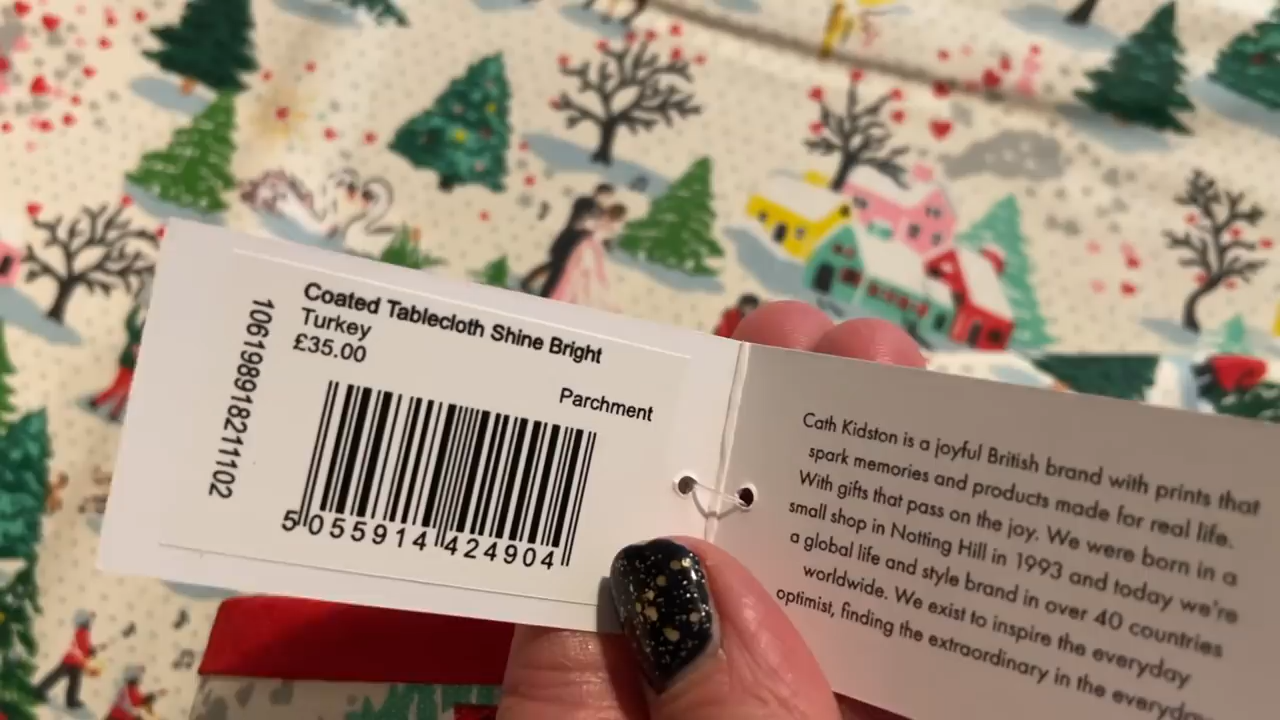 Coated Tablecloth Shine Bright
Turkey
£35.00
Parchment
5 055914 424904
106198918211102
Cath Kidston is a joyful British brand with prints that
spark memories and products made for real life.
With gifts that pass on the joy. We were born in a
small shop in Notting Hill in 1993 and today we're
a global life and style brand in over 40 countries
worldwide. We exist to inspire the everyday
optimist, finding the extraordinary in the everyday